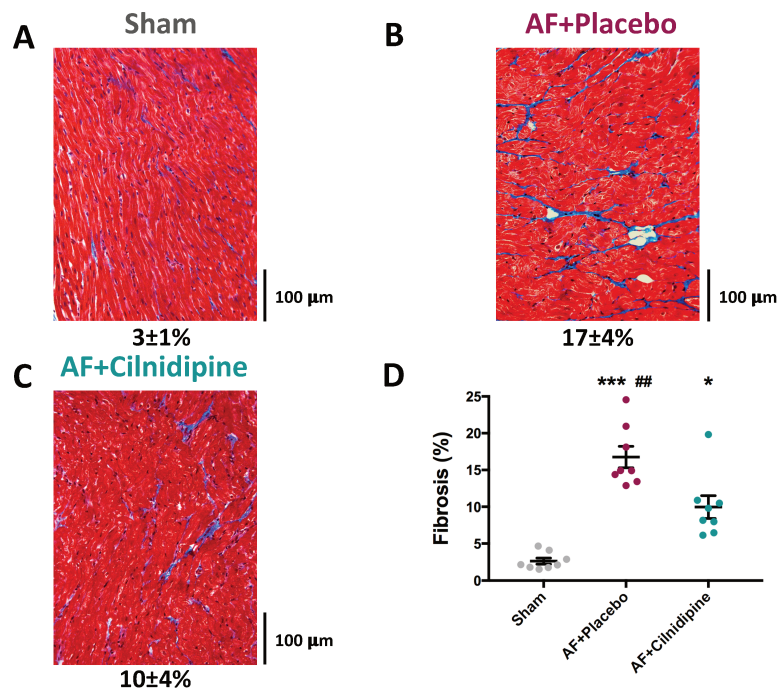 A
Sham
100 μm
3±1%
B
AF+Placebo
100 μm
17±4%
C
AF+Cilnidipine
100 μm
10±4%
D
*** ## *
25
20
15
10
5
0
Fibrosis (%)
Sham
AF+Placebo
AF+Cilnidipine